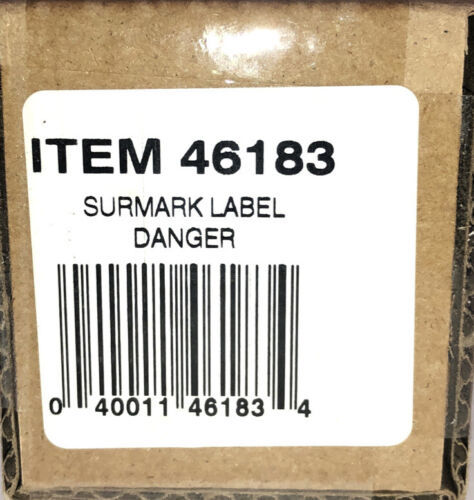 ITEM 46183
SURMARK LABEL
DANGER
0 40011 46183 4